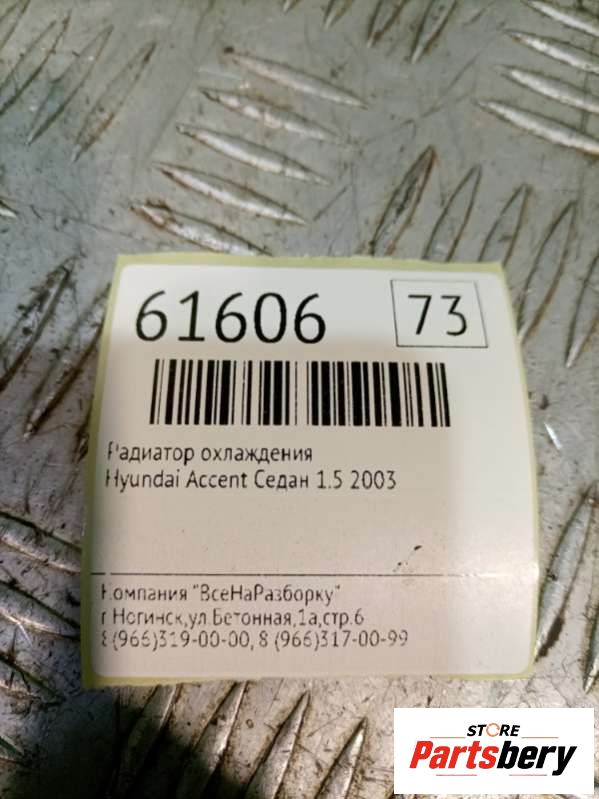 61606 73
Радиатор охлаждения
Hyundai Accent Седан 1.5 2003
Компания "ВсеНаРазборку"
г Ногинск,ул.Бетонная,1а,стр.6
8 (966)319-00-00, 8 (966)317-00-99
STORE
Partsbery